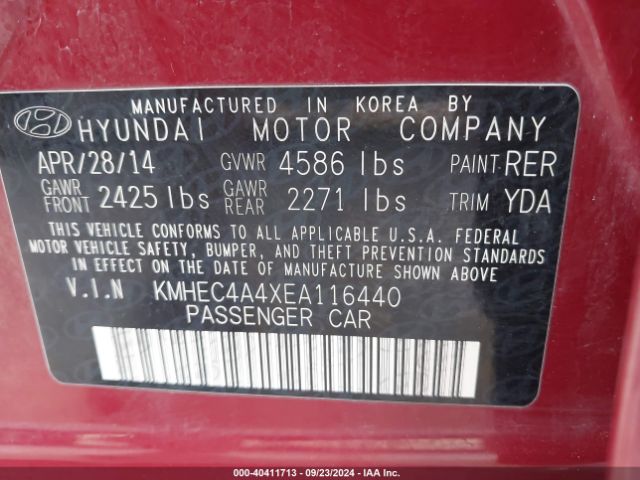 MANUFACTURED IN KOREA BY
HYUNDAI MOTOR COMPANY
APR/28/14 GVWR 4586 lbs PAINT RER
GAWR FRONT 2425 lbs GAWR REAR 2271 lbs TRIM YDA
THIS VEHICLE CONFORMS TO ALL APPLICABLE U.S.A. FEDERAL
MOTOR VEHICLE SAFETY, BUMPER, AND THEFT PREVENTION STANDARDS
IN EFFECT ON THE DATE OF MANUFACTURE SHOWN ABOVE
V.I.N KMHEC4A4XEA116440
PASSENGER CAR
000-40411713 - 09/23/2024 - IAA Inc.